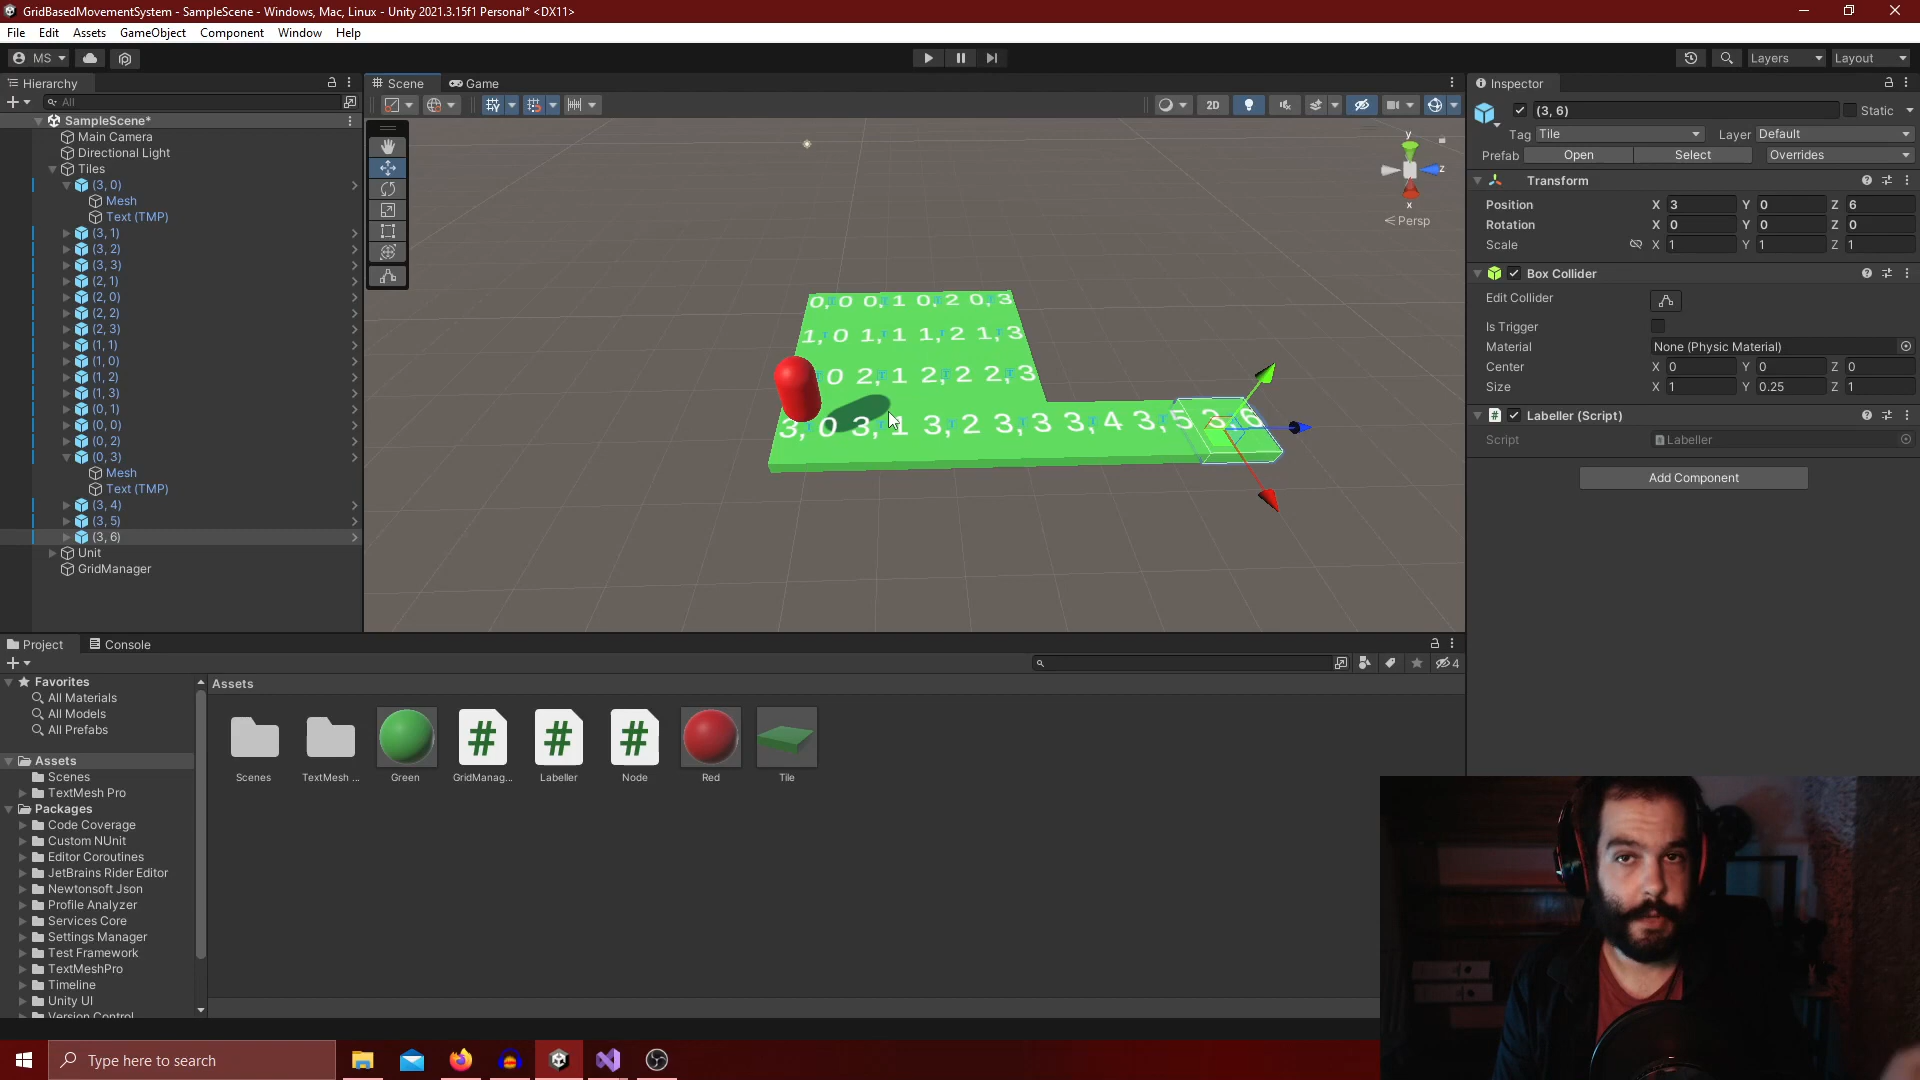 GridBasedMovementSystem - SampleScene - Windows, Mac, Linux - Unity 2021.3.15f1 Personal* <DX11>
File Edit Assets GameObject Component Window Help
MS Layers Layout
Hierarchy
All
SampleScene*
Main Camera
Directional Light
Tiles
(3, 0)
Mesh
Text (TMP)
(3, 1)
(3, 2)
(3, 3)
(2, 1)
(2, 0)
(2, 2)
(2, 3)
(1, 1)
(1, 0)
(1, 2)
(1, 3)
(0, 1)
(0, 0)
(0, 2)
(0, 3)
Mesh
Text (TMP)
(3, 4)
(3, 5)
(3, 6)
Unit
GridManager
Scene Game
2D
y
z
x
Persp
0,0 0,1 0,2 0,3
1,0 1,1 1,2 1,3
0 2,1 2,2 2,3
3,0 3,1 3,2 3,3 3,4 3,5 3,6
Inspector
(3, 6) Static
Tag Tile Layer Default
Prefab Open Select Overrides
Transform
Position X 3 Y 0 Z 6
Rotation X 0 Y 0 Z 0
Scale X 1 Y 1 Z 1
Box Collider
Edit Collider
Is Trigger
Material None (Physic Material)
Center X 0 Y 0 Z 0
Size X 1 Y 0.25 Z 1
# Labeller (Script)
Script Labeller
Add Component
Project Console
4
Favorites
All Materials
All Models
All Prefabs
Assets
Scenes
TextMesh Pro
Packages
Code Coverage
Custom NUnit
Editor Coroutines
JetBrains Rider Editor
Newtonsoft Json
Profile Analyzer
Services Core
Settings Manager
Test Framework
TextMeshPro
Timeline
Unity UI
Version Control
Assets
# # #
Scenes TextMesh ... Green GridManag... Labeller Node Red Tile
Type here to search